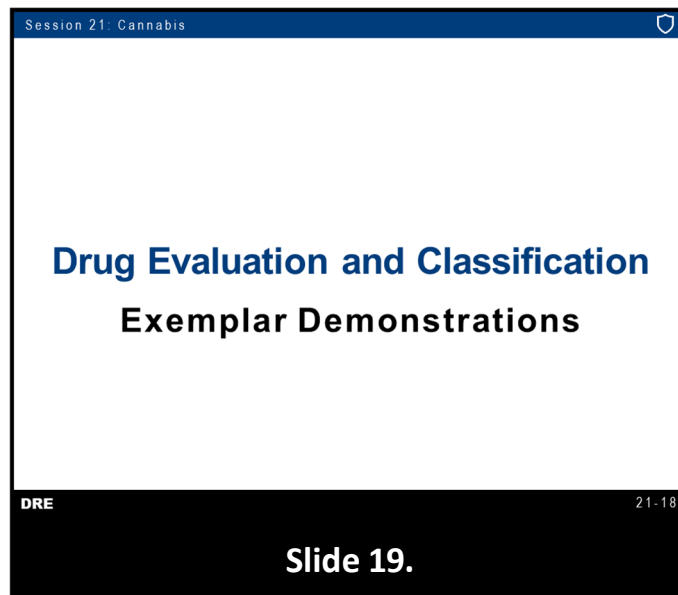 Session 21: Cannabis
Drug Evaluation and Classification
Exemplar Demonstrations
DRE
21-18
Slide 19.